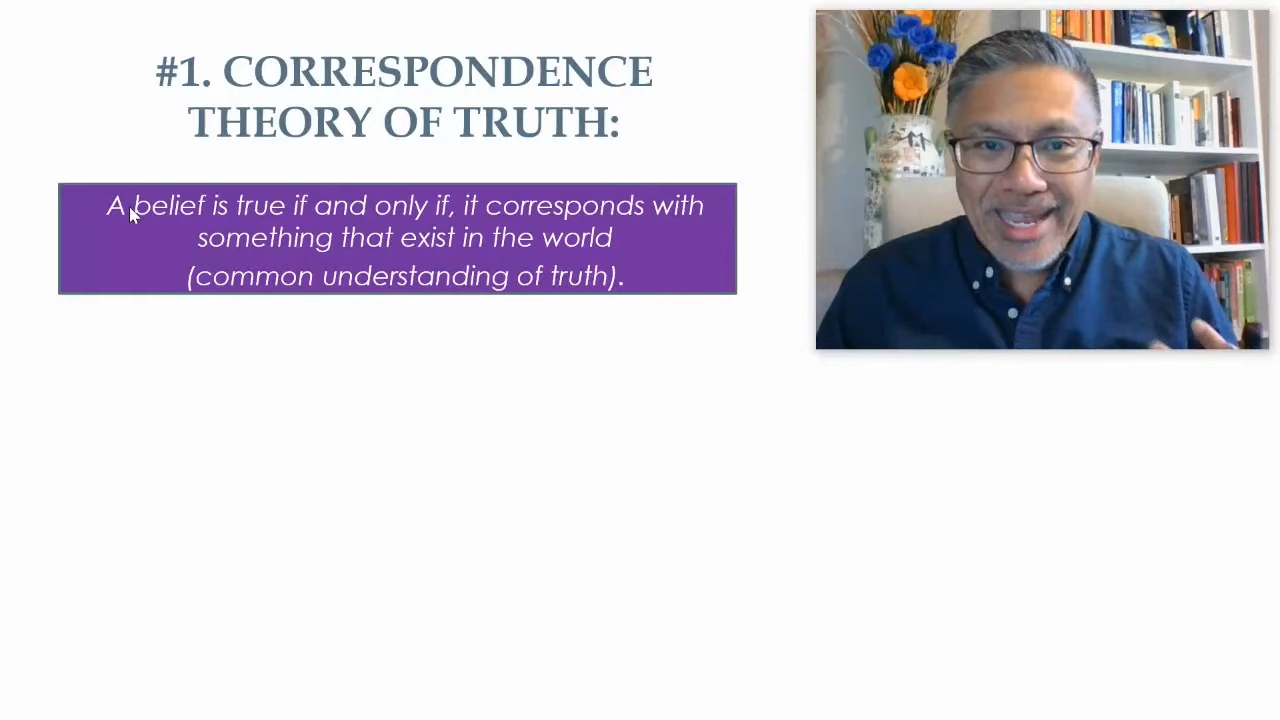 #1. CORRESPONDENCE
THEORY OF TRUTH:
A belief is true if and only if, it corresponds with
something that exist in the world
(common understanding of truth).